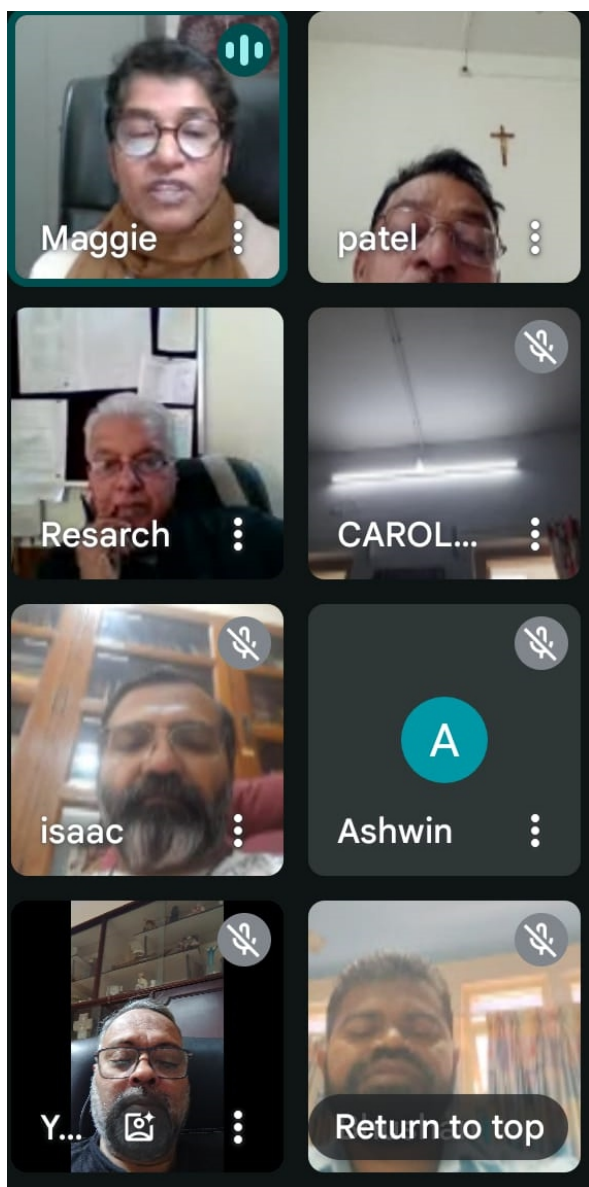 Maggie
patel
Resarch
CAROL...
isaac
A
Ashwin
Y...
Return to top